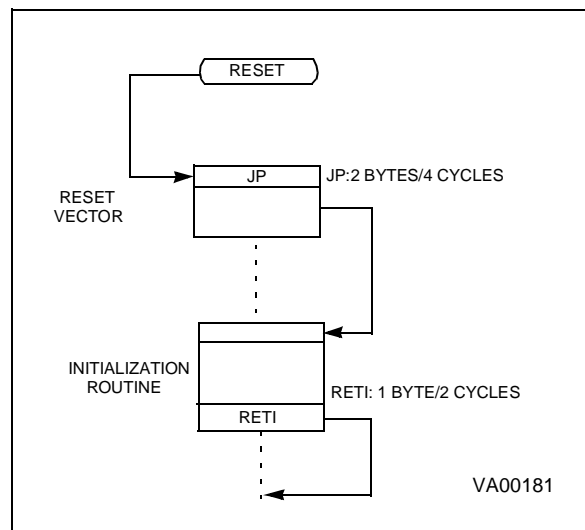 RESET
JP
JP:2 BYTES/4 CYCLES
RESET
VECTOR
INITIALIZATION
ROUTINE
RETI: 1 BYTE/2 CYCLES
RETI
VA00181